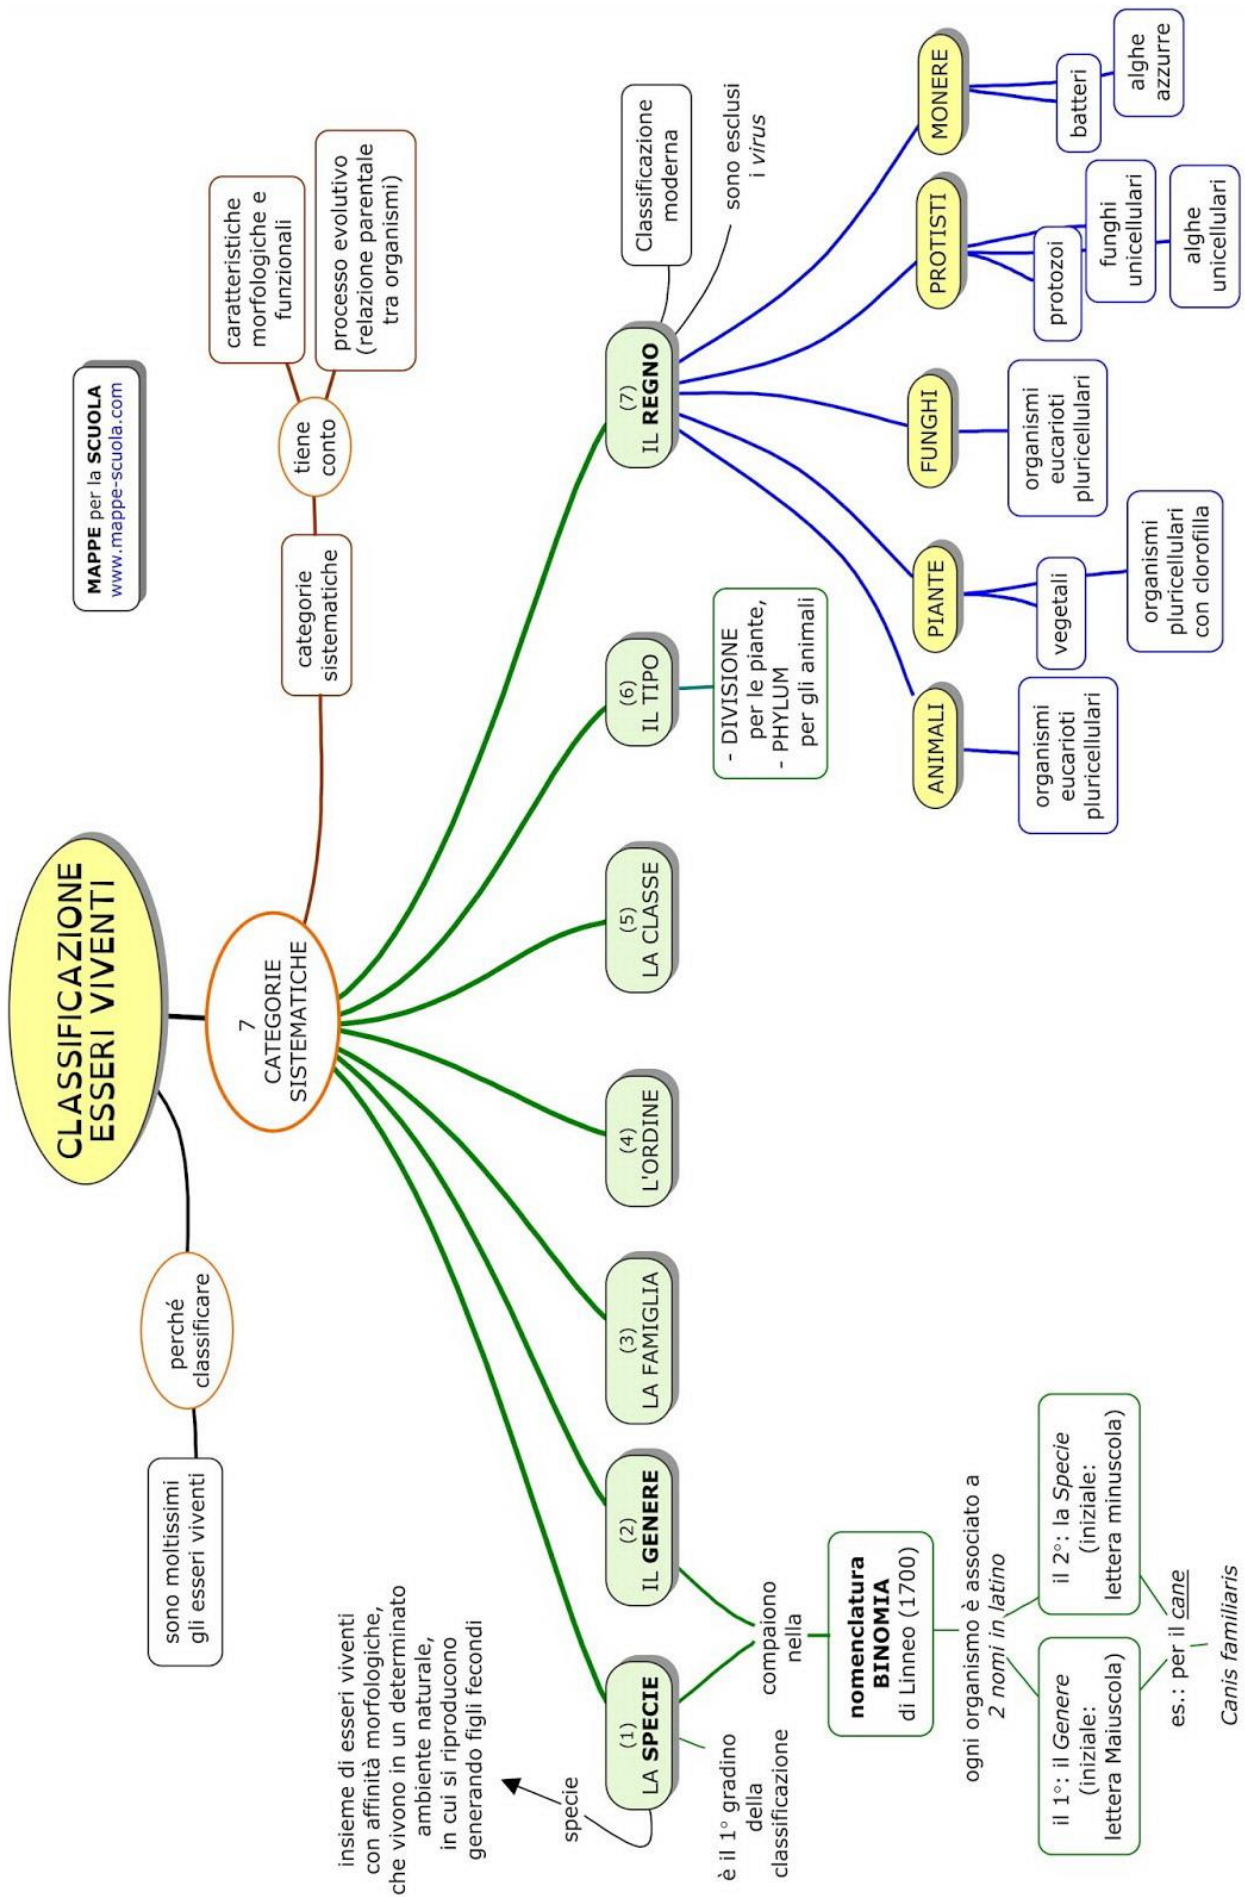 CLASSIFICAZIONE
ESSERI VIVENTI
MAPPE per la SCUOLA
www.mappe-scuola.com
perché
classificare
sono moltissimi
gli esseri viventi
7
CATEGORIE
SISTEMATICHE
categorie
sistematiche
tiene
conto
caratteristiche
morfologiche e
funzionali
processo evolutivo
(relazione parentale
tra organismi)
insieme di esseri viventi
con affinità morfologiche,
che vivono in un determinato
ambiente naturale,
in cui si riproducono
generando figli fecondi
specie
(1)
LA SPECIE
(2)
IL GENERE
(3)
LA FAMIGLIA
(4)
L'ORDINE
(5)
LA CLASSE
(6)
IL TIPO
(7)
IL REGNO
Classificazione
moderna
sono esclusi
i virus
è il 1° gradino
della
classificazione
compaiono
nella
nomenclatura
BINOMIA
di Linneo (1700)
ogni organismo è associato a
2 nomi in latino
il 1°: il Genere
(iniziale:
lettera Maiuscola)
il 2°: la Specie
(iniziale:
lettera minuscola)
es.: per il cane
Canis familiaris
- DIVISIONE
per le piante,
- PHYLUM
per gli animali
ANIMALI
organismi
eucarioti
pluricellulari
PIANTE
vegetali
organismi
pluricellulari
con clorofilla
FUNGHI
organismi
eucarioti
pluricellulari
PROTISTI
protozoi
funghi
unicellulari
alghe
unicellulari
MONERE
batteri
alghe
azzurre